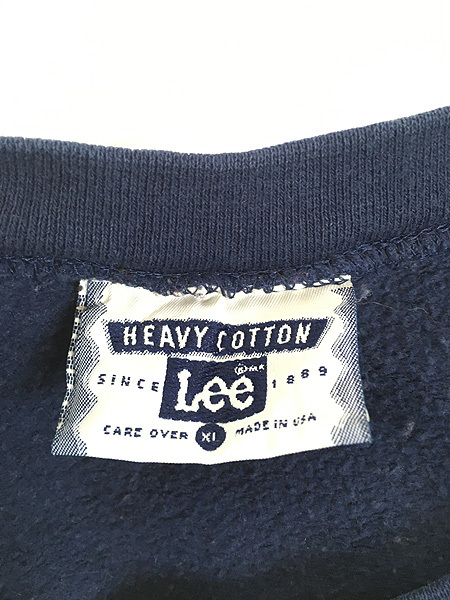 HEAVY COTTON
SINCE Lee 1889
CARE OVER XL MADE IN USA